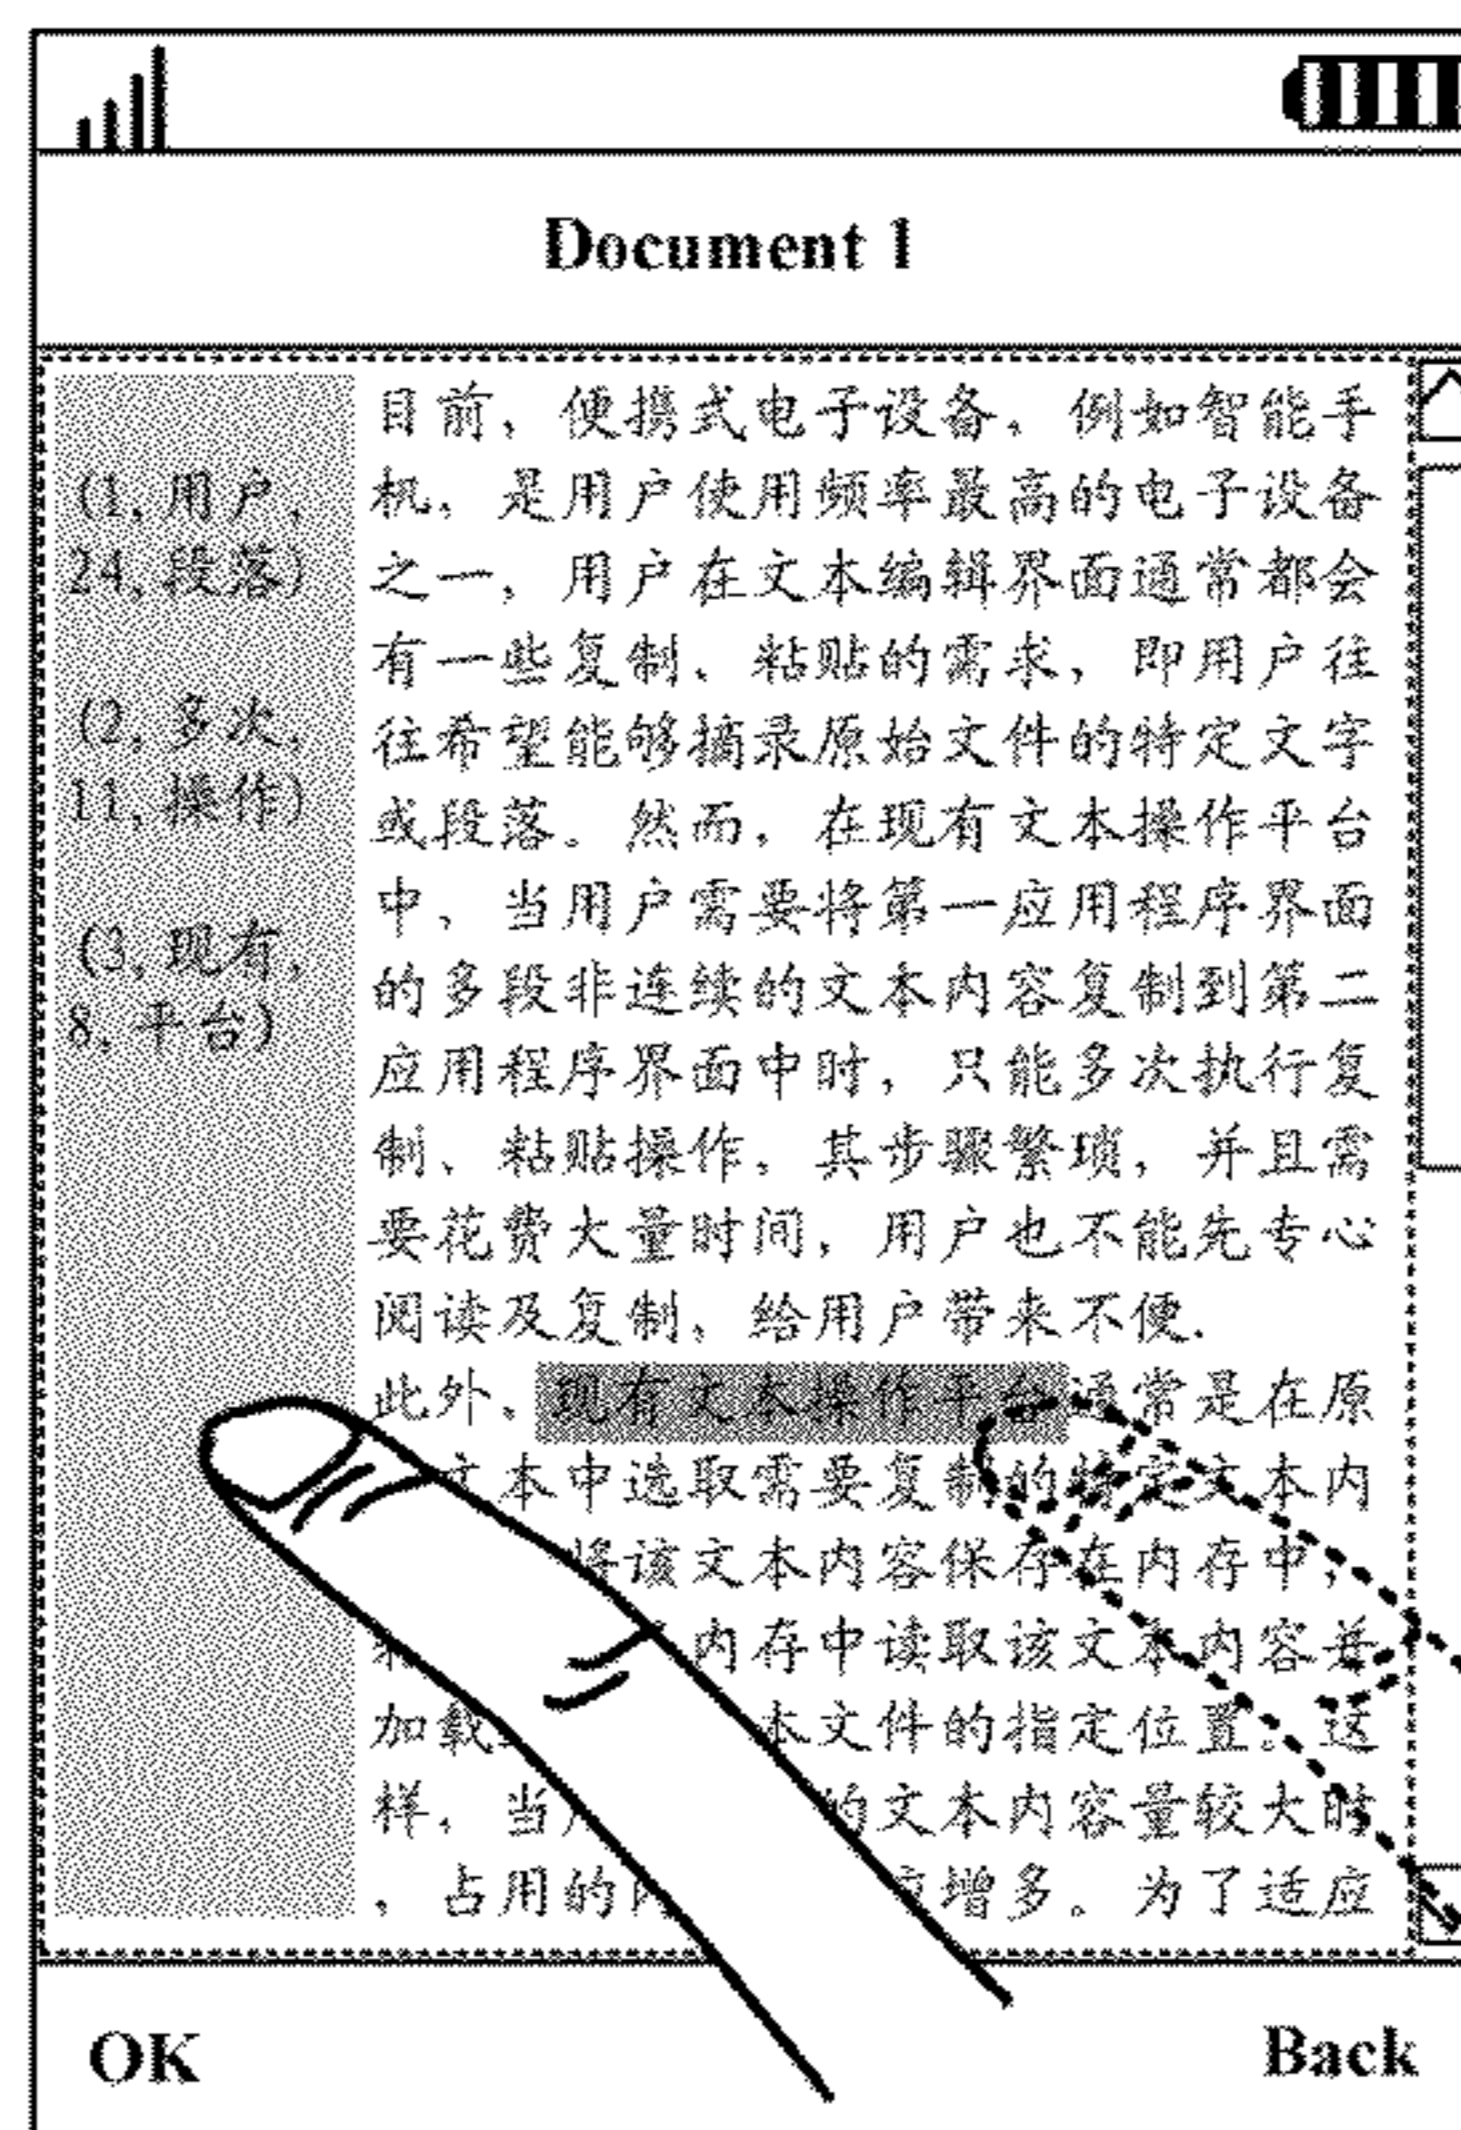 Document 1
(1, 用户,
24, 段落)
(2, 多次,
11, 操作)
(3, 现有,
8, 平台)
目前，便携式电子设备，例如智能手
机，是用户使用频率最高的电子设备
之一，用户在文本编辑界面通常都会
有一些复制、粘贴的需求，即用户往
往希望能够摘录原始文件的特定文字
或段落。然而，在现有文本操作平台
中，当用户需要将第一应用程序界面
的多段非连续的文本内容复制到第二
应用程序界面中时，只能多次执行复
制、粘贴操作，其步骤繁琐，并且需
要花费大量时间，用户也不能先专心
阅读及复制，给用户带来不便.
此外，现有文本操作平台通常是在原
文本中选取需要复制的特定文本内
将该文本内容保存在内存中，
内存中读取该文本内容并
加载 本文件的指定位置。这
样，当 的文本内容量较大时
，占用的内 增多。为了适应
OK
Back